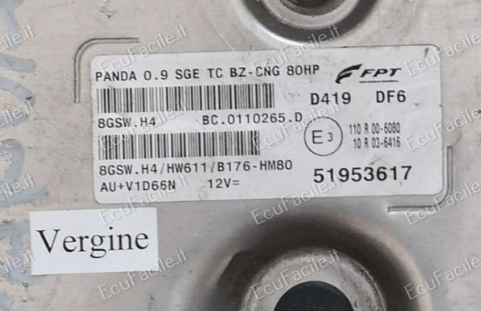 PANDA 0.9 SGE TC BZ-CNG 80HP
FPT
D419 DF6
8GSW.H4 BC.0110265.D
E3
110 R 00-6080
10 R 03-6416
8GSW.H4/HW611/B176-HM80
AU+V1D66N 12V=
51953617
Vergine
EcuFacile.it